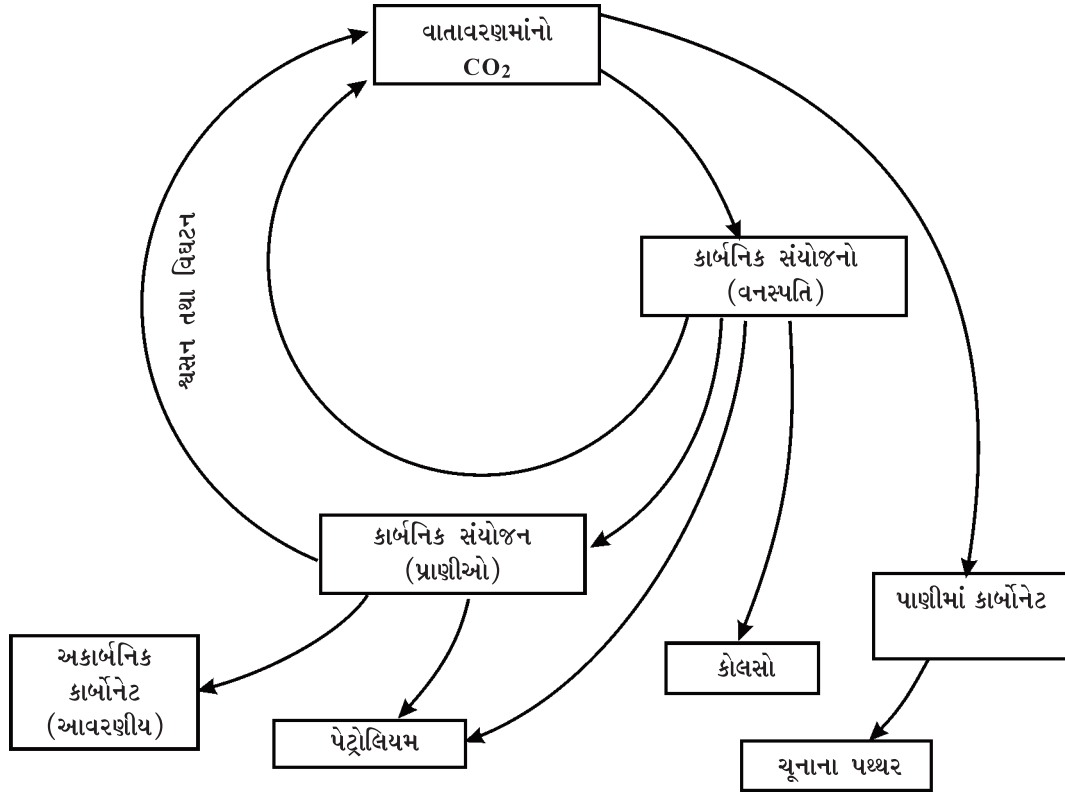 વાતાવરણમાંનો
CO₂
શ્વસન તથા વિઘટન
કાર્બનિક સંયોજનો
(વનસ્પતિ)
કાર્બનિક સંયોજન
(પ્રાણીઓ)
પાણીમાં કાર્બોનેટ
અકાર્બનિક
કાર્બોનેટ
(આવરણીય)
કોલસો
પેટ્રોલિયમ
ચૂનાના પથ્થર